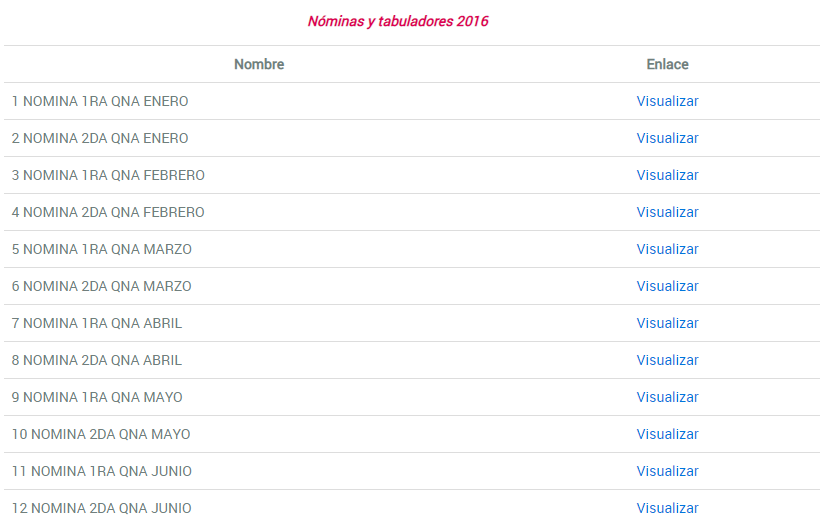 Nóminas y tabuladores 2016
Nombre Enlace
1 NOMINA 1RA QNA ENERO Visualizar
2 NOMINA 2DA QNA ENERO Visualizar
3 NOMINA 1RA QNA FEBRERO Visualizar
4 NOMINA 2DA QNA FEBRERO Visualizar
5 NOMINA 1RA QNA MARZO Visualizar
6 NOMINA 2DA QNA MARZO Visualizar
7 NOMINA 1RA QNA ABRIL Visualizar
8 NOMINA 2DA QNA ABRIL Visualizar
9 NOMINA 1RA QNA MAYO Visualizar
10 NOMINA 2DA QNA MAYO Visualizar
11 NOMINA 1RA QNA JUNIO Visualizar
12 NOMINA 2DA QNA JUNIO Visualizar